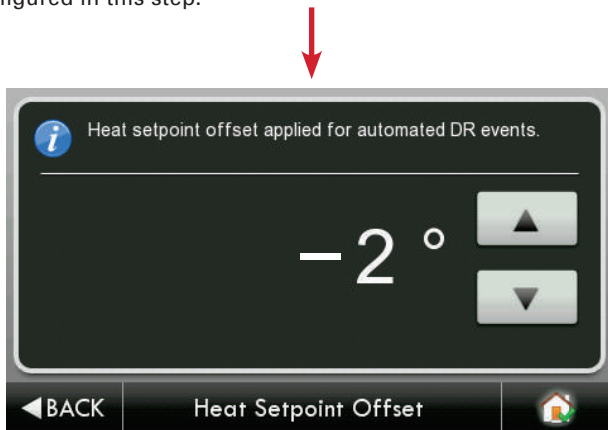 figured in this step.
Heat setpoint offset applied for automated DR events.
−2°
BACK
Heat Setpoint Offset